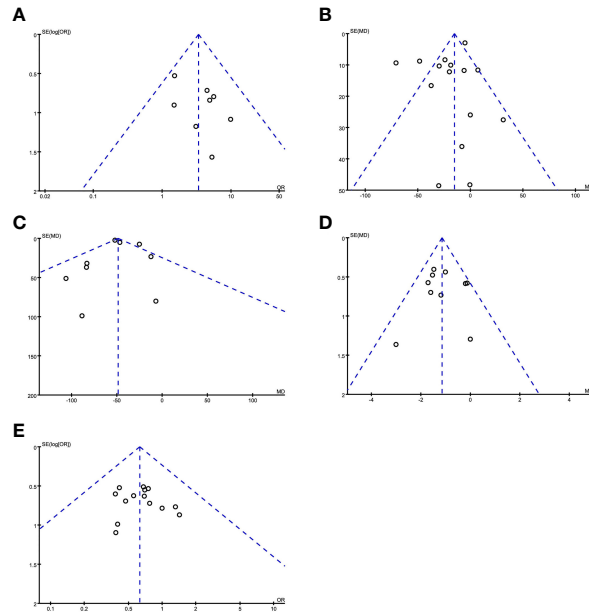 A
SE(log[OR])
0
0.5
1
1.5
2
0.02 0.1 1 10 50
OR
B
SE(MD)
0
10
20
30
40
50
-100 -50 0 50 100
M
C
SE(MD)
0
50
100
150
200
-100 -50 0 50 100
MD
D
SE(MD)
0
0.5
1
1.5
2
-4 -2 0 2 4
M
E
SE(log[OR])
0
0.5
1
1.5
2
0.1 0.2 0.5 1 2 5 10
OR